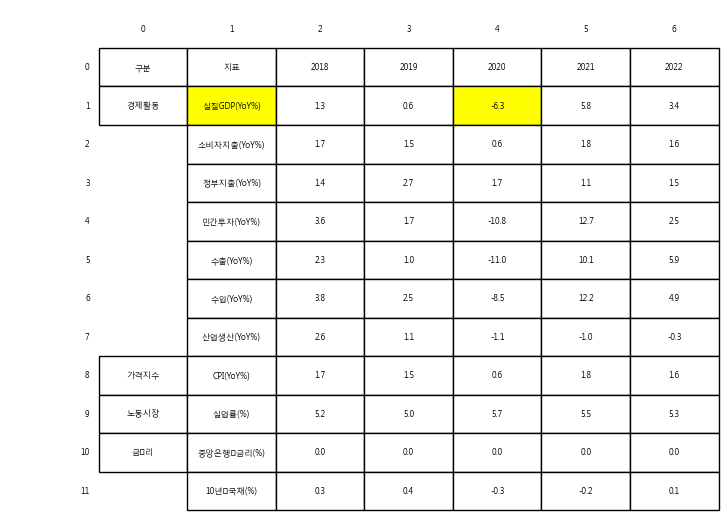 0 1 2 3 4 5 6
0 구분 지표 2018 2019 2020 2021 2022
1 경제활동 실질GDP(YoY%) 1.3 0.6 -6.3 5.8 3.4
2 소비자지출(YoY%) 1.7 1.5 0.6 1.8 1.6
3 정부지출(YoY%) 1.4 2.7 1.7 1.1 1.5
4 민간투자(YoY%) 3.6 1.7 -10.8 12.7 2.5
5 수출(YoY%) 2.3 1.0 -11.0 10.1 5.9
6 수입(YoY%) 3.8 2.5 -8.5 12.2 4.9
7 산업생산(YoY%) 2.6 1.1 -1.1 -1.0 -0.3
8 가격지수 CPI(YoY%) 1.7 1.5 0.6 1.8 1.6
9 노동시장 실업률(%) 5.2 5.0 5.7 5.5 5.3
10 금□리 중앙은행□금리(%) 0.0 0.0 0.0 0.0 0.0
11 10년□국채(%) 0.3 0.4 -0.3 -0.2 0.1